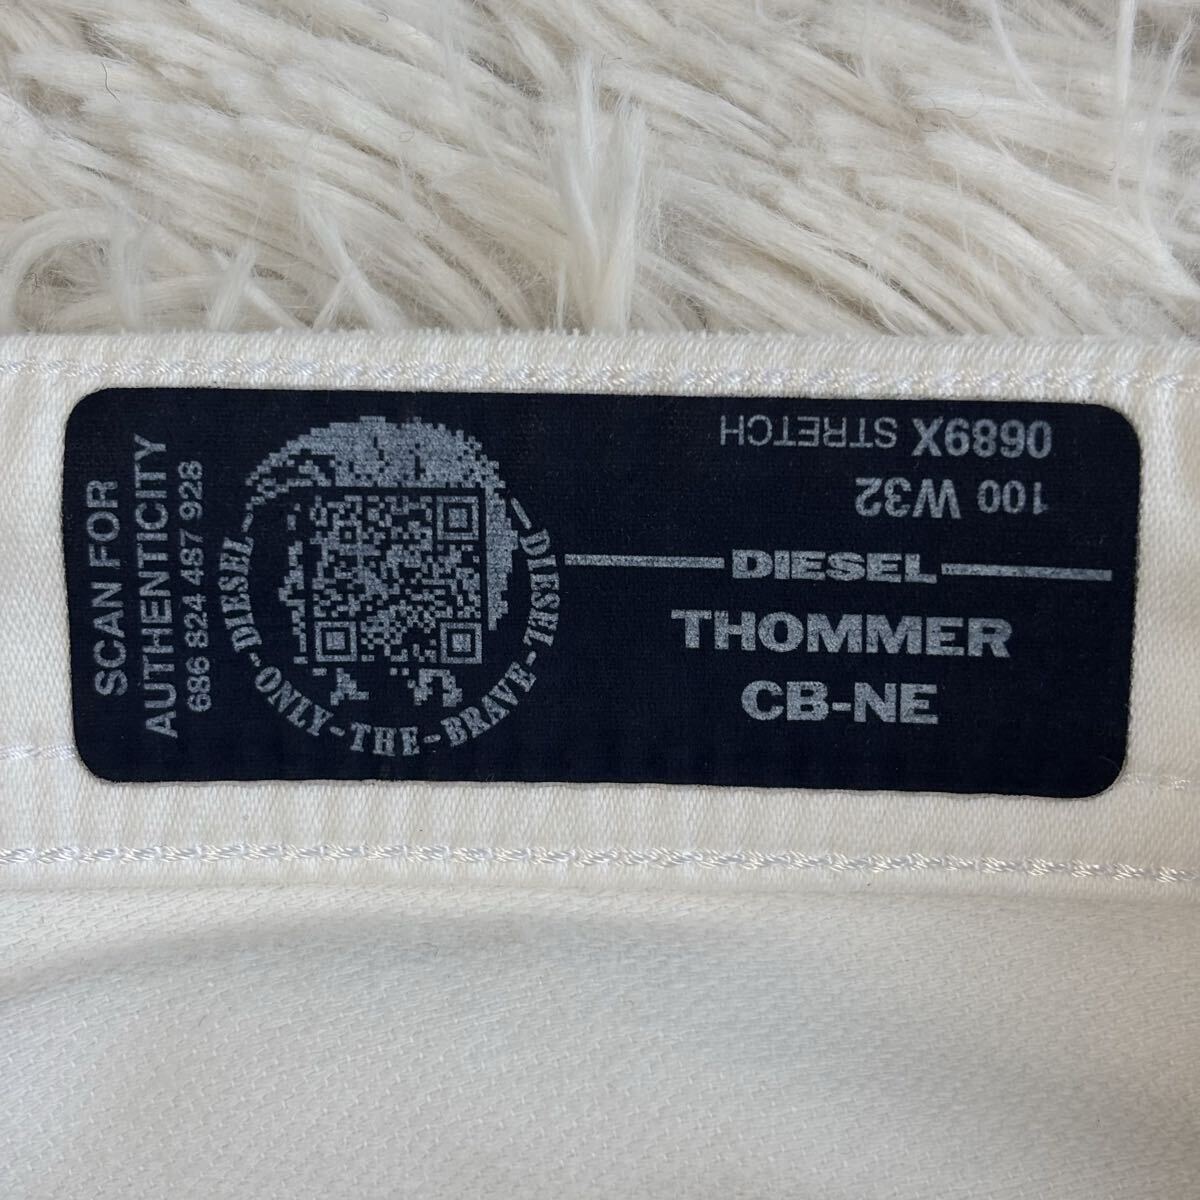 SCAN FOR
AUTHENTICITY
686 824 487 928
DIESEL-ONLY-THE-BRAVE-DIESEL
0689X STRETCH
100 W32
DIESEL
THOMMER
CB-NE